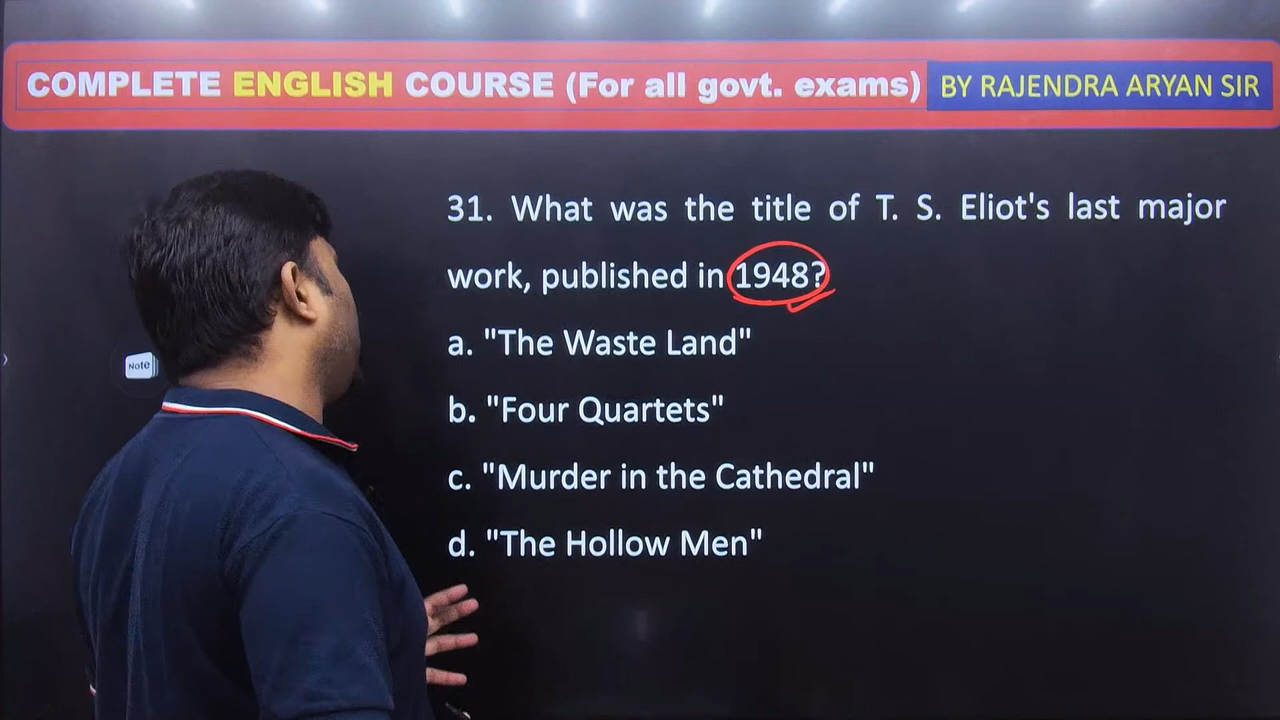 COMPLETE ENGLISH COURSE (For all govt. exams) BY RAJENDRA ARYAN SIR
31. What was the title of T. S. Eliot's last major
work, published in 1948?
a. "The Waste Land"
b. "Four Quartets"
c. "Murder in the Cathedral"
d. "The Hollow Men"
Note